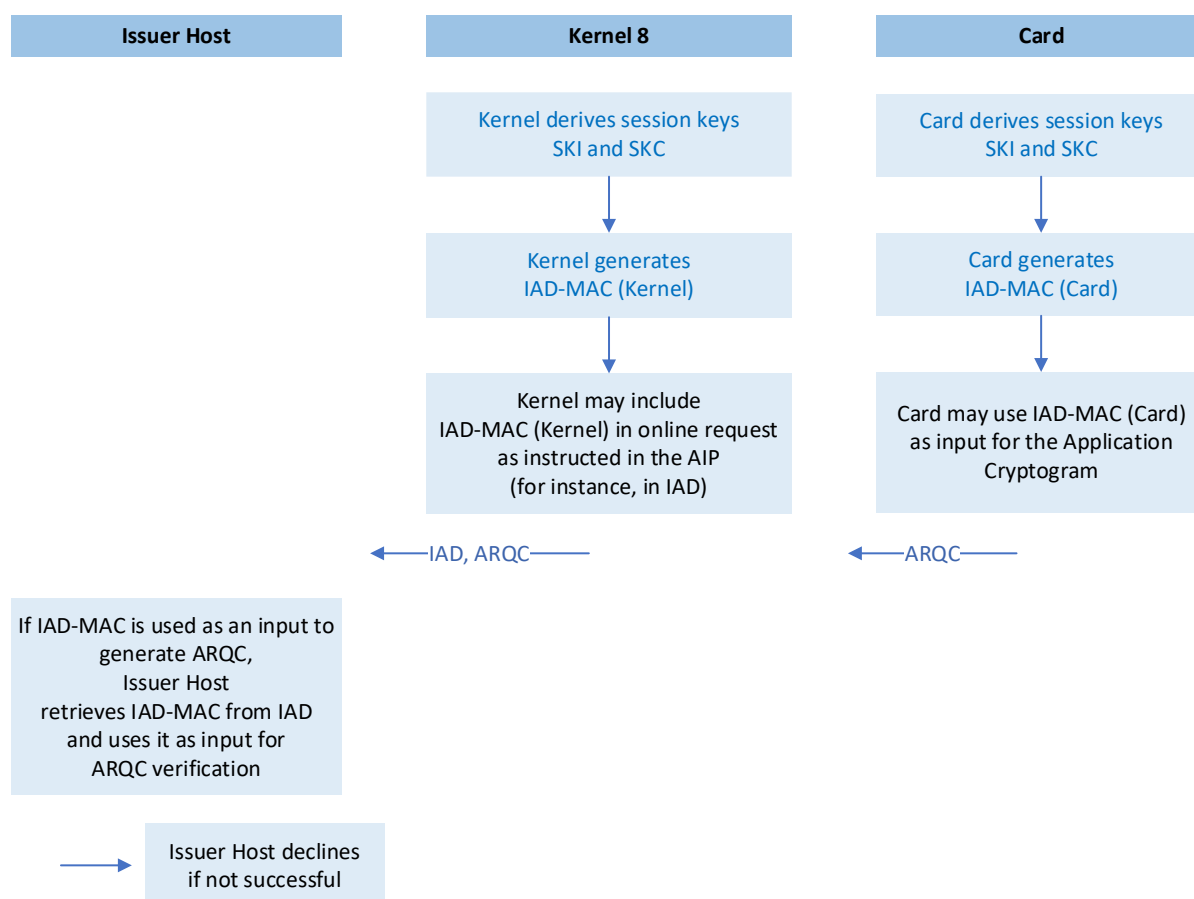 Issuer Host
Kernel 8
Card
Kernel derives session keys
SKI and SKC
Card derives session keys
SKI and SKC
Kernel generates
IAD-MAC (Kernel)
Card generates
IAD-MAC (Card)
Kernel may include
IAD-MAC (Kernel) in online request
as instructed in the AIP
(for instance, in IAD)
Card may use IAD-MAC (Card)
as input for the Application
Cryptogram
IAD, ARQC
ARQC
If IAD-MAC is used as an input to
generate ARQC,
Issuer Host
retrieves IAD-MAC from IAD
and uses it as input for
ARQC verification
Issuer Host declines
if not successful